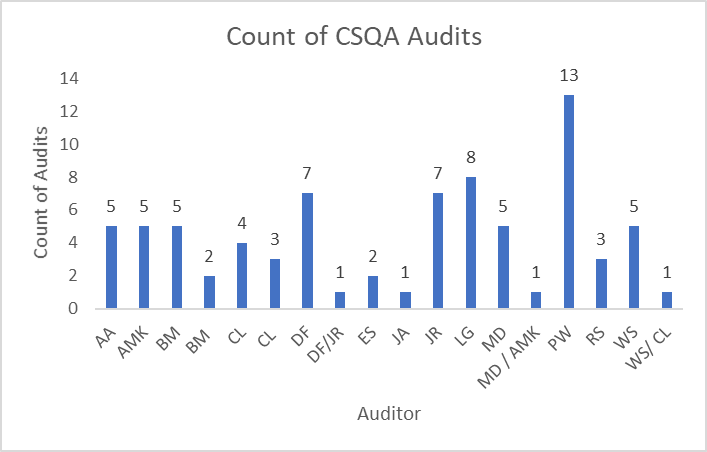 Count of CSQA Audits
Count of Audits
14
12
10
8
6
4
2
0
5
5
5
2
4
3
7
1
2
1
7
8
5
1
13
3
5
1
AA
AMK
BM
BM
CL
CL
DF
DF/JR
ES
JA
JR
LG
MD
MD / AMK
PW
RS
WS
WS/ CL
Auditor